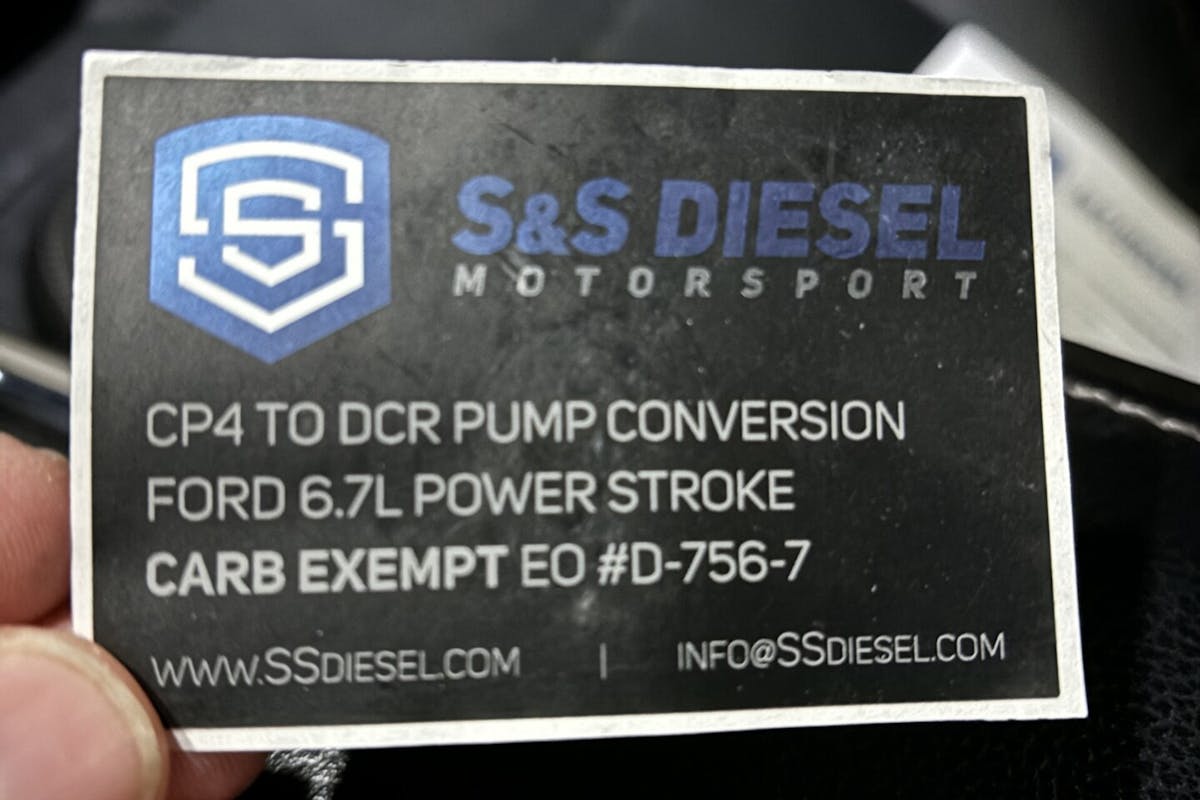 S&S DIESEL
MOTORSPORT
CP4 TO DCR PUMP CONVERSION
FORD 6.7L POWER STROKE
CARB EXEMPT EO #D-756-7
WWW.SSDIESEL.COM | INFO@SSDIESEL.COM